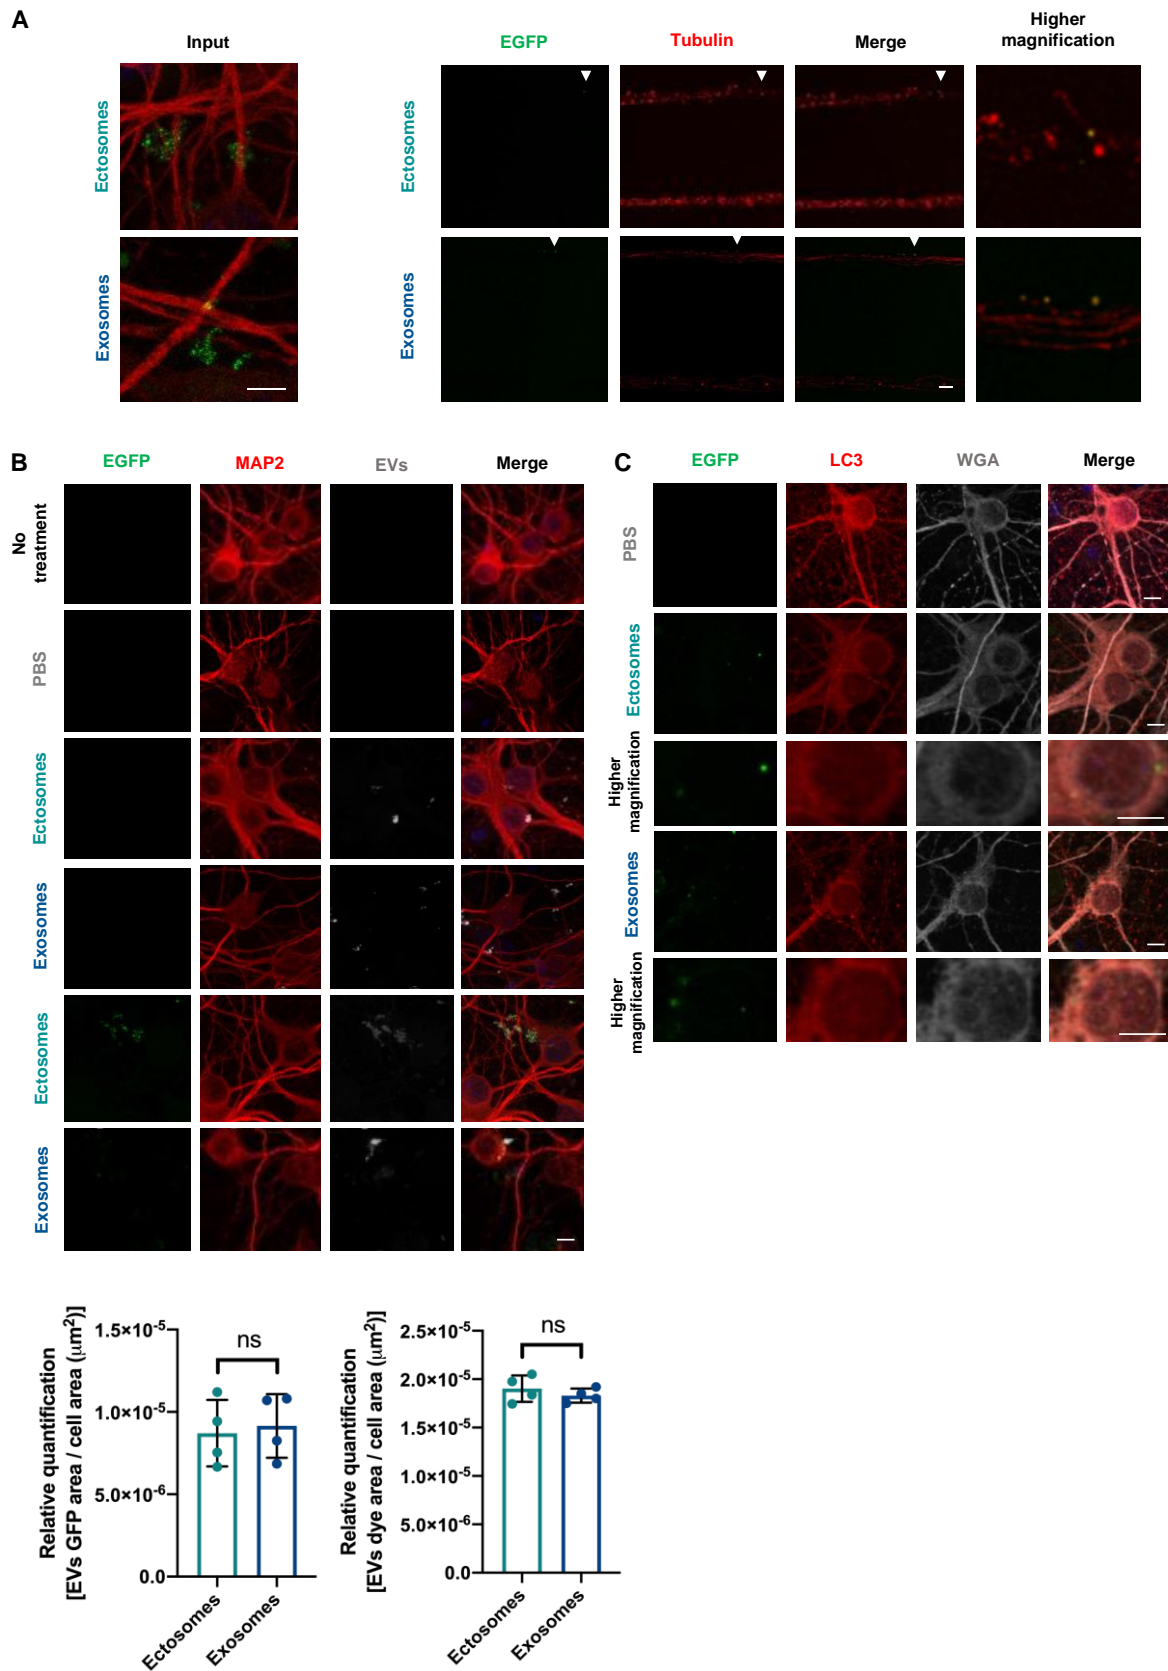 A
Input
EGFP
Tubulin
Merge
Higher
magnification
Ectosomes
Ectosomes
Exosomes
Exosomes
B
EGFP
MAP2
EVs
Merge
No
treatment
PBS
Ectosomes
Exosomes
Ectosomes
Exosomes
C
EGFP
LC3
WGA
Merge
PBS
Ectosomes
Higher
magnification
Exosomes
Higher
magnification
Relative quantification
[EVs GFP area / cell area (μm²)]
1.5×10⁻⁵
1.0×10⁻⁵
5.0×10⁻⁶
0.0
ns
Ectosomes
Exosomes
Relative quantification
[EVs dye area / cell area (μm²)]
2.5×10⁻⁵
2.0×10⁻⁵
1.5×10⁻⁵
1.0×10⁻⁵
5.0×10⁻⁶
0.0
ns
Ectosomes
Exosomes